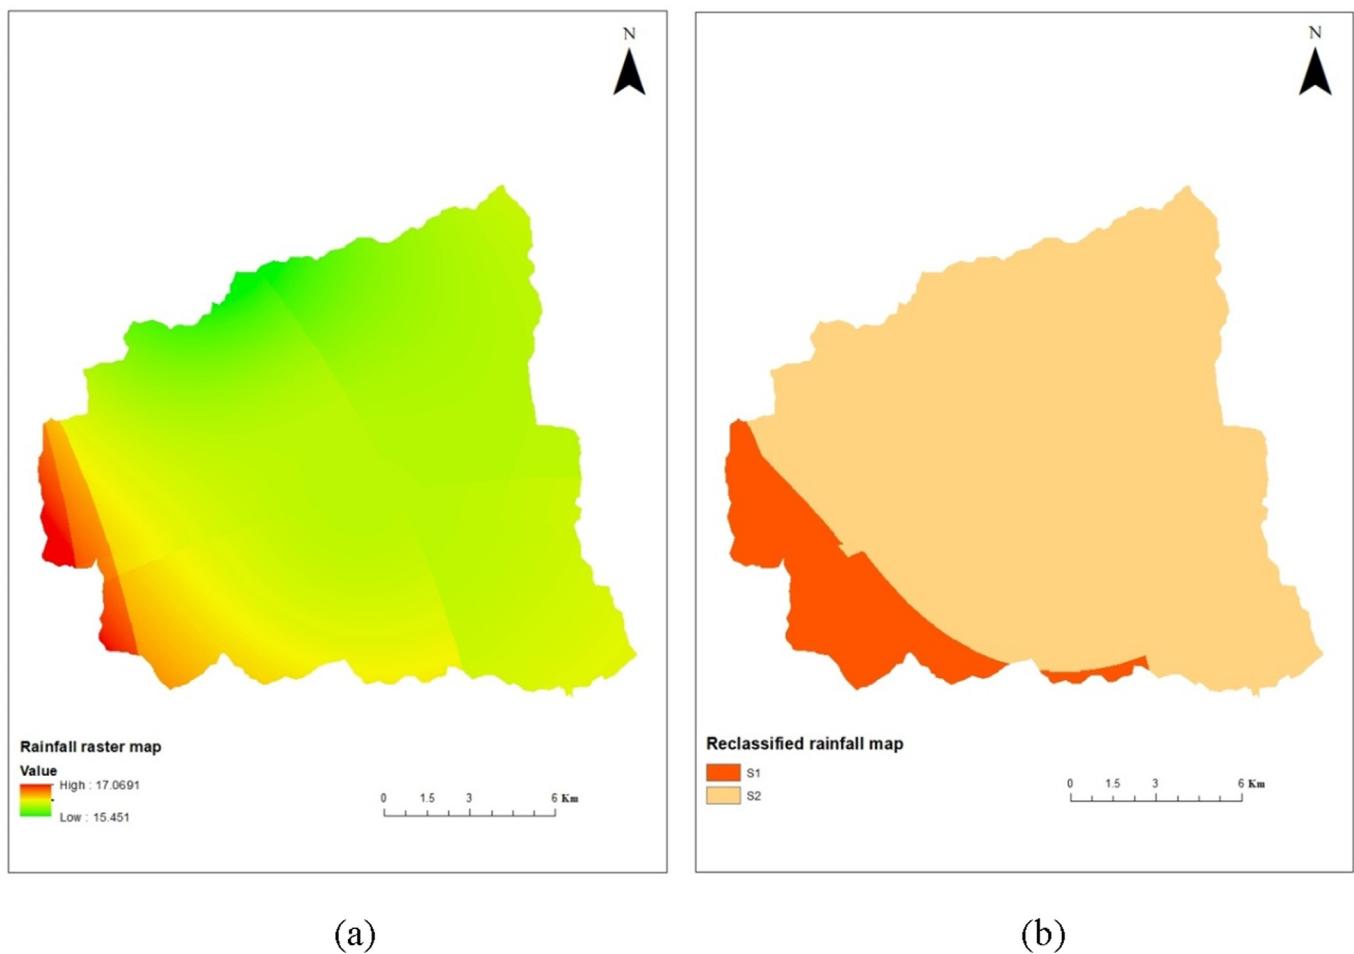 N
Rainfall raster map
Value
High : 17.0691
Low : 15.451
0 1.5 3 6 Km
(a)
N
Reclassified rainfall map
S1
S2
0 1.5 3 6 Km
(b)